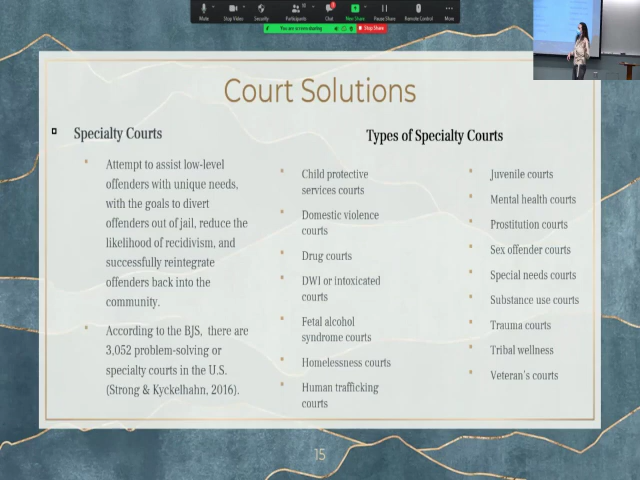 Mute
Stop Video
Security
Participants
Chat
New Share
Pause Share
Remote Control
More
You are screen sharing
Stop Share
Court Solutions
Specialty Courts
Attempt to assist low-level
offenders with unique needs,
with the goals to divert
offenders out of jail, reduce the
likelihood of recidivism, and
successfully reintegrate
offenders back into the
community.
According to the BJS, there are
3,052 problem-solving or
specialty courts in the U.S.
(Strong & Kyckelhahn, 2016).
Types of Specialty Courts
Child protective
services courts
Domestic violence
courts
Drug courts
DWI or intoxicated
courts
Fetal alcohol
syndrome courts
Homelessness courts
Human trafficking
courts
Juvenile courts
Mental health courts
Prostitution courts
Sex offender courts
Special needs courts
Substance use courts
Trauma courts
Tribal wellness
Veteran's courts
15